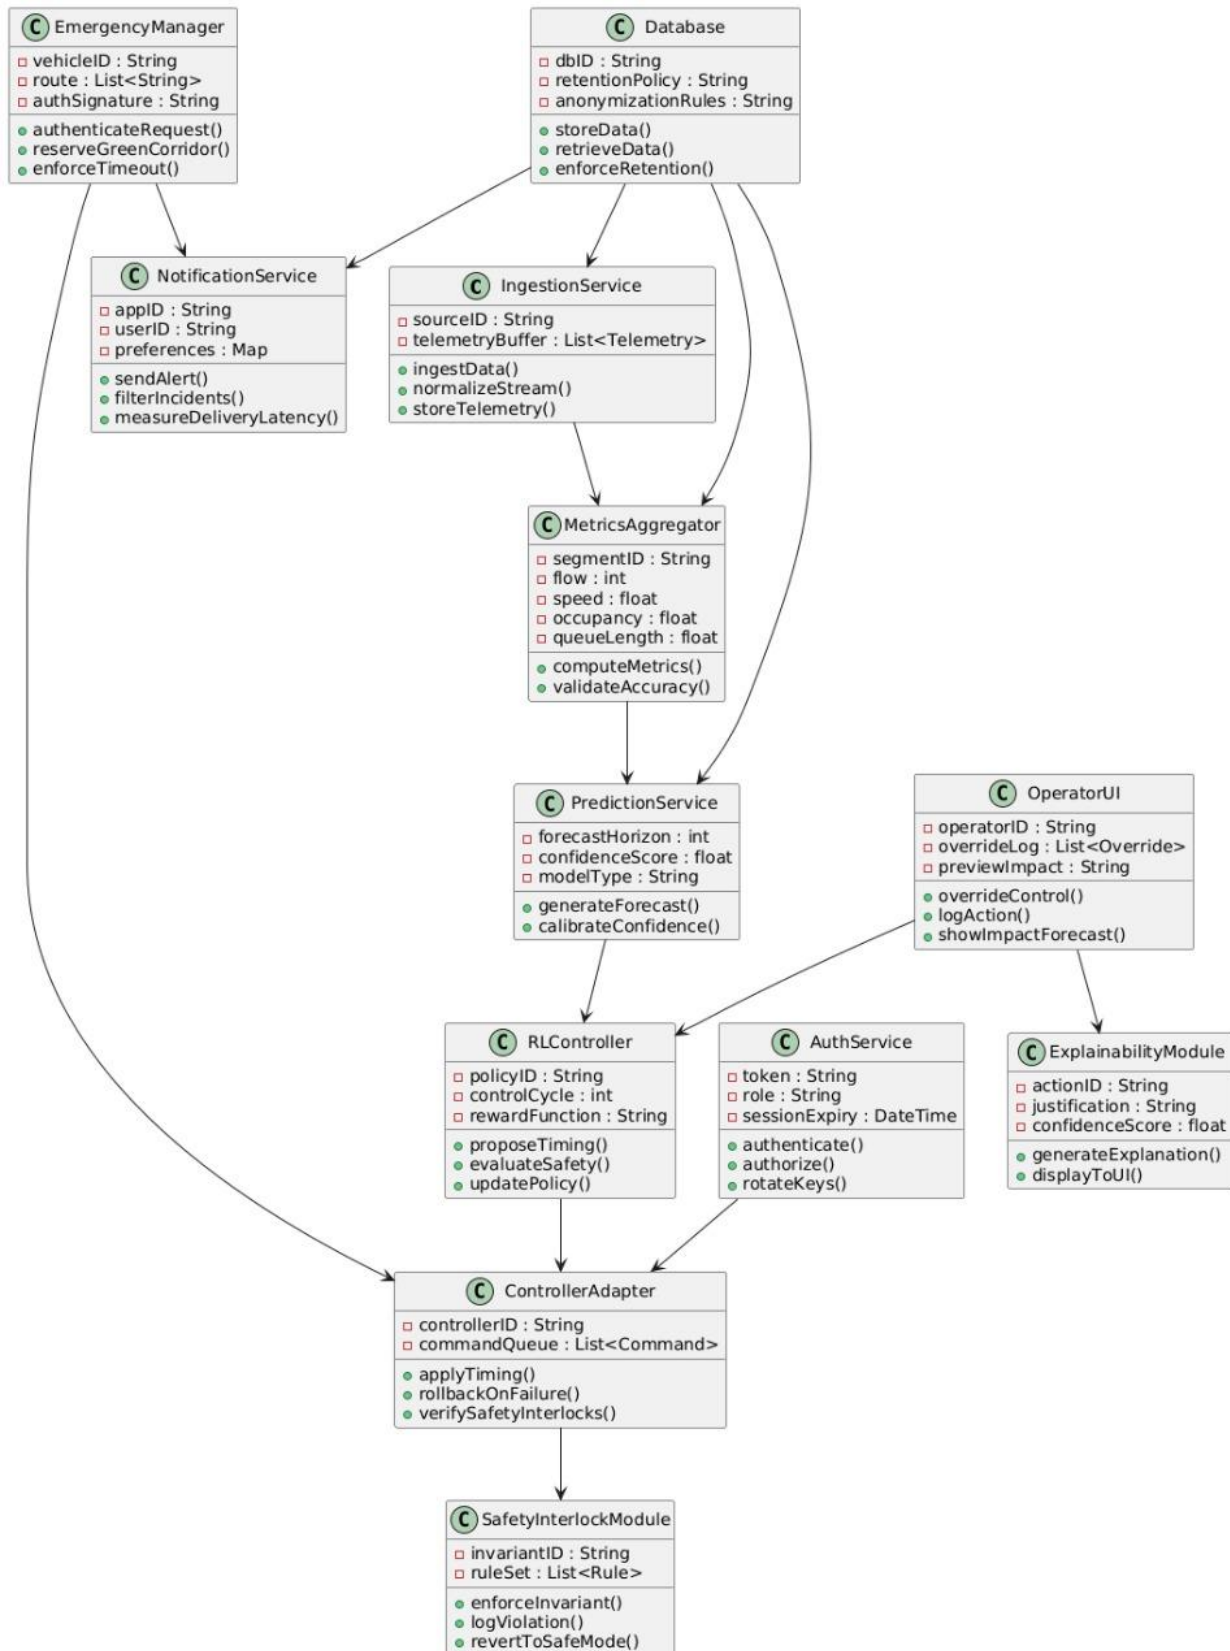 C EmergencyManager
vehicleID : String
route : List<String>
authSignature : String
authenticateRequest()
reserveGreenCorridor()
enforceTimeout()
C Database
dbID : String
retentionPolicy : String
anonymizationRules : String
storeData()
retrieveData()
enforceRetention()
C NotificationService
appID : String
userID : String
preferences : Map
sendAlert()
filterIncidents()
measureDeliveryLatency()
C IngestionService
sourceID : String
telemetryBuffer : List<Telemetry>
ingestData()
normalizeStream()
storeTelemetry()
C MetricsAggregator
segmentID : String
flow : int
speed : float
occupancy : float
queueLength : float
computeMetrics()
validateAccuracy()
C PredictionService
forecastHorizon : int
confidenceScore : float
modelType : String
generateForecast()
calibrateConfidence()
C OperatorUI
operatorID : String
overrideLog : List<Override>
previewImpact : String
overrideControl()
logAction()
showImpactForecast()
C RLController
policyID : String
controlCycle : int
rewardFunction : String
proposeTiming()
evaluateSafety()
updatePolicy()
C AuthService
token : String
role : String
sessionExpiry : DateTime
authenticate()
authorize()
rotateKeys()
C ExplainabilityModule
actionID : String
justification : String
confidenceScore : float
generateExplanation()
displayToUI()
C ControllerAdapter
controllerID : String
commandQueue : List<Command>
applyTiming()
rollbackOnFailure()
verifySafetyInterlocks()
C SafetyInterlockModule
invariantID : String
ruleSet : List<Rule>
enforceInvariant()
logViolation()
revertToSafeMode()